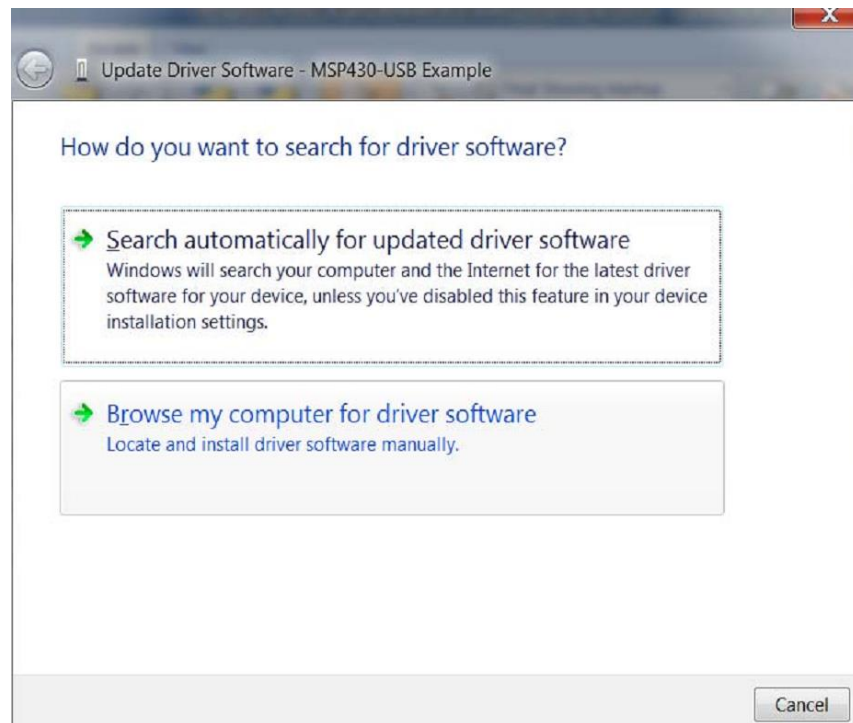 Update Driver Software - MSP430-USB Example
How do you want to search for driver software?
Search automatically for updated driver software
Windows will search your computer and the Internet for the latest driver
software for your device, unless you've disabled this feature in your device
installation settings.
Browse my computer for driver software
Locate and install driver software manually.
Cancel